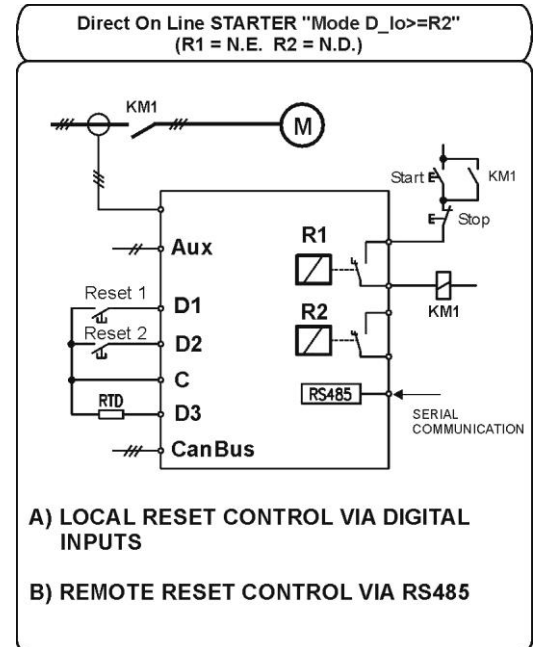 Direct On Line STARTER "Mode D_Io>=R2"
(R1 = N.E. R2 = N.D.)
KM1
M
Start
KM1
Stop
Aux
R1
Reset 1
D1
KM1
Reset 2
D2
R2
C
RTD
D3
RS485
SERIAL
COMMUNICATION
CanBus
A) LOCAL RESET CONTROL VIA DIGITAL
INPUTS
B) REMOTE RESET CONTROL VIA RS485